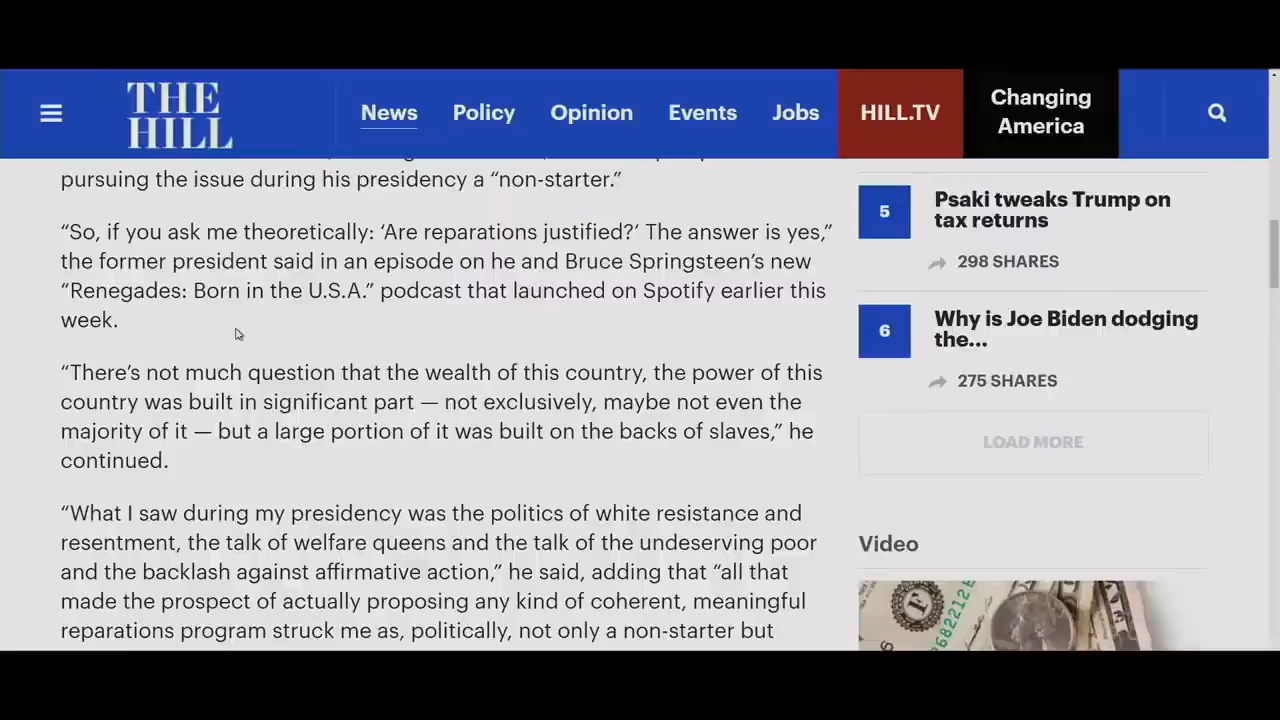 THE
HILL
News
Policy
Opinion
Events
Jobs
HILL.TV
Changing
America
pursuing the issue during his presidency a “non-starter.”
“So, if you ask me theoretically: ‘Are reparations justified?’ The answer is yes,”
the former president said in an episode on he and Bruce Springsteen’s new
“Renegades: Born in the U.S.A.” podcast that launched on Spotify earlier this
week.
“There’s not much question that the wealth of this country, the power of this
country was built in significant part — not exclusively, maybe not even the
majority of it — but a large portion of it was built on the backs of slaves,” he
continued.
“What I saw during my presidency was the politics of white resistance and
resentment, the talk of welfare queens and the talk of the undeserving poor
and the backlash against affirmative action,” he said, adding that “all that
made the prospect of actually proposing any kind of coherent, meaningful
reparations program struck me as, politically, not only a non-starter but
5
Psaki tweaks Trump on
tax returns
298 SHARES
6
Why is Joe Biden dodging
the...
275 SHARES
LOAD MORE
Video